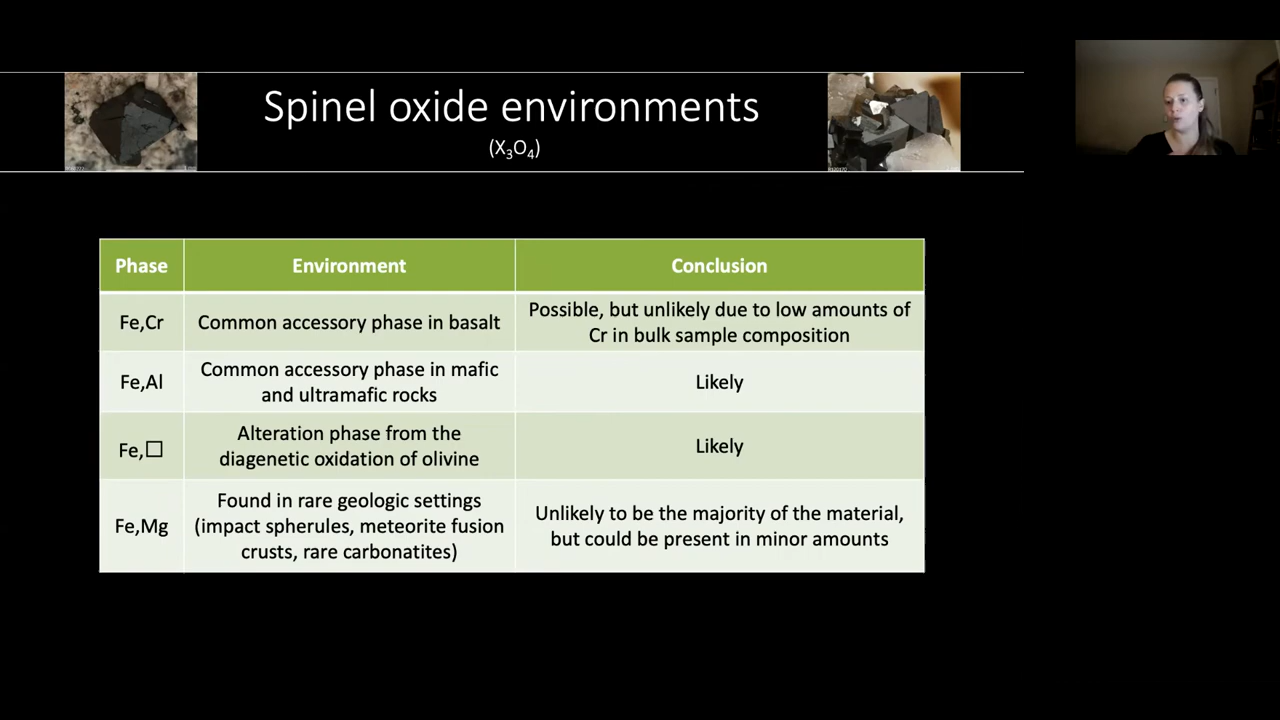 Spinel oxide environments
(X₃O₄)
Phase Environment Conclusion
Fe,Cr
Common accessory phase in basalt
Possible, but unlikely due to low amounts of
Cr in bulk sample composition
Fe,Al
Common accessory phase in mafic
and ultramafic rocks
Likely
Fe,□
Alteration phase from the
diagenetic oxidation of olivine
Likely
Fe,Mg
Found in rare geologic settings
(impact spherules, meteorite fusion
crusts, rare carbonatites)
Unlikely to be the majority of the material,
but could be present in minor amounts